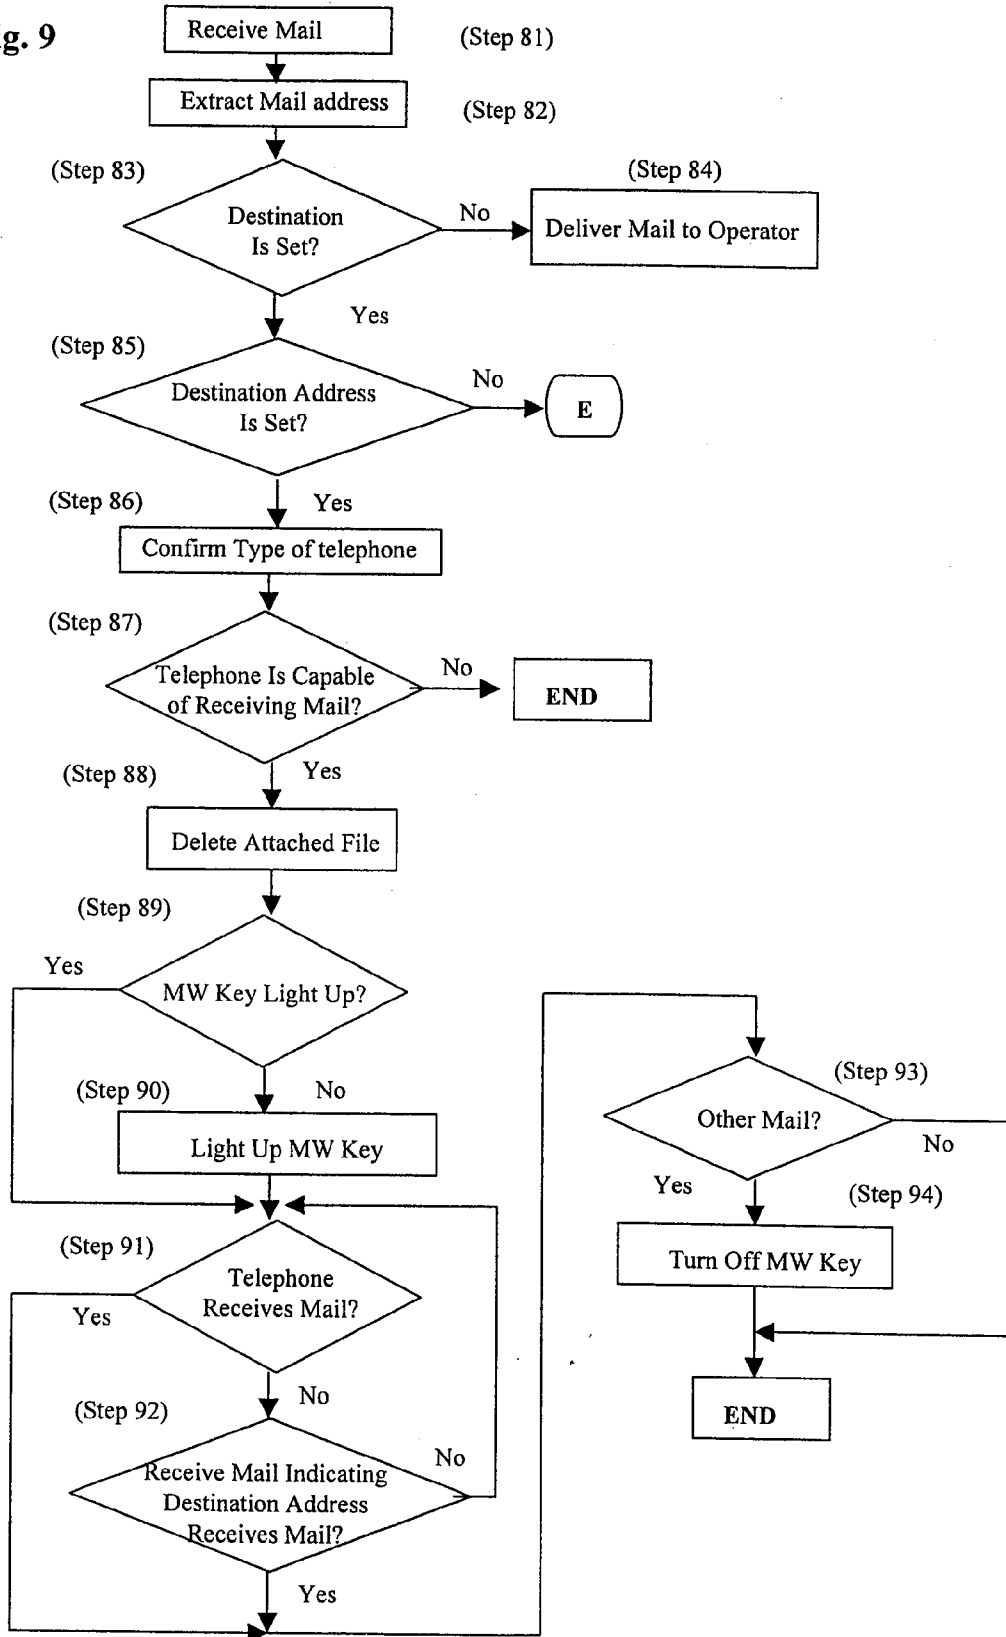 g. 9
Receive Mail
(Step 81)
Extract Mail address
(Step 82)
(Step 83)
Destination
Is Set?
No
(Step 84)
Deliver Mail to Operator
Yes
(Step 85)
Destination Address
Is Set?
No
E
(Step 86)
Yes
Confirm Type of telephone
(Step 87)
Telephone Is Capable
of Receiving Mail?
No
END
(Step 88)
Yes
Delete Attached File
(Step 89)
Yes
MW Key Light Up?
(Step 90)
No
Light Up MW Key
(Step 91)
Telephone
Receives Mail?
Yes
No
(Step 92)
No
Receive Mail Indicating
Destination Address
Receives Mail?
Yes
(Step 93)
Other Mail?
No
Yes
(Step 94)
Turn Off MW Key
END